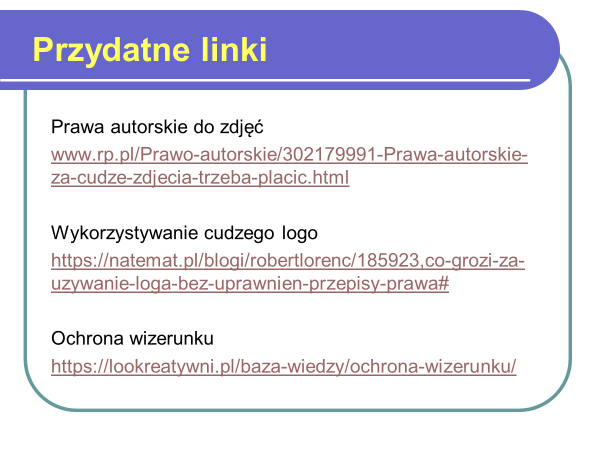 Przydatne linki
Prawa autorskie do zdjęć
www.rp.pl/Prawo-autorskie/302179991-Prawa-autorskie-
za-cudze-zdjecia-trzeba-placic.html
Wykorzystywanie cudzego logo
https://natemat.pl/blogi/robertlorenc/185923,co-grozi-za-
uzywanie-loga-bez-uprawnien-przepisy-prawa#
Ochrona wizerunku
https://lookreatywni.pl/baza-wiedzy/ochrona-wizerunku/